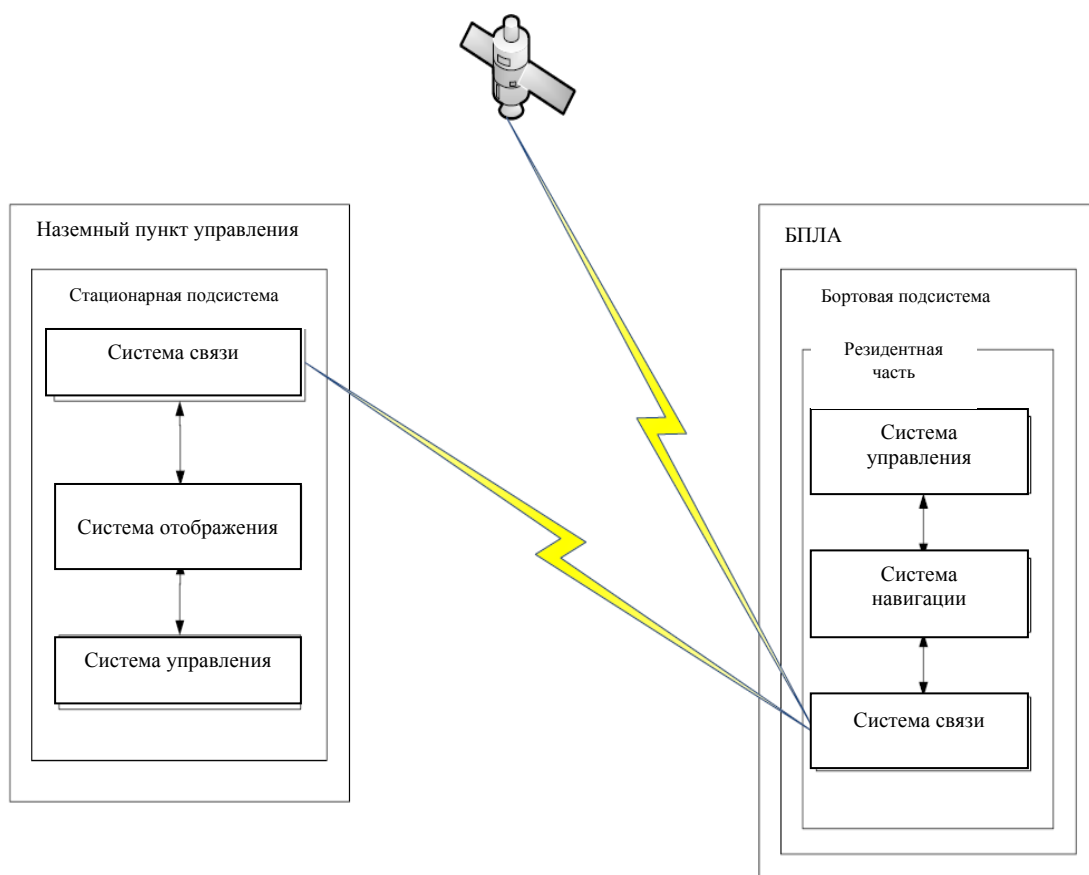 Наземный пункт управления
Стационарная подсистема
Система связи
Система отображения
Система управления
БПЛА
Бортовая подсистема
Резидентная
часть
Система
управления
Система
навигации
Система связи